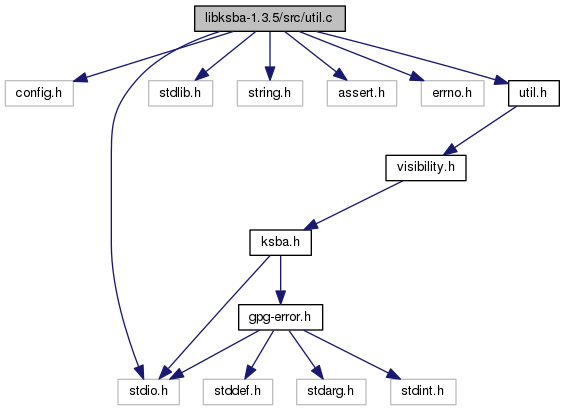 libksba-1.3.5/src/util.c
config.h
stdlib.h
string.h
assert.h
errno.h
util.h
visibility.h
ksba.h
gpg-error.h
stdio.h
stddef.h
stdarg.h
stdint.h